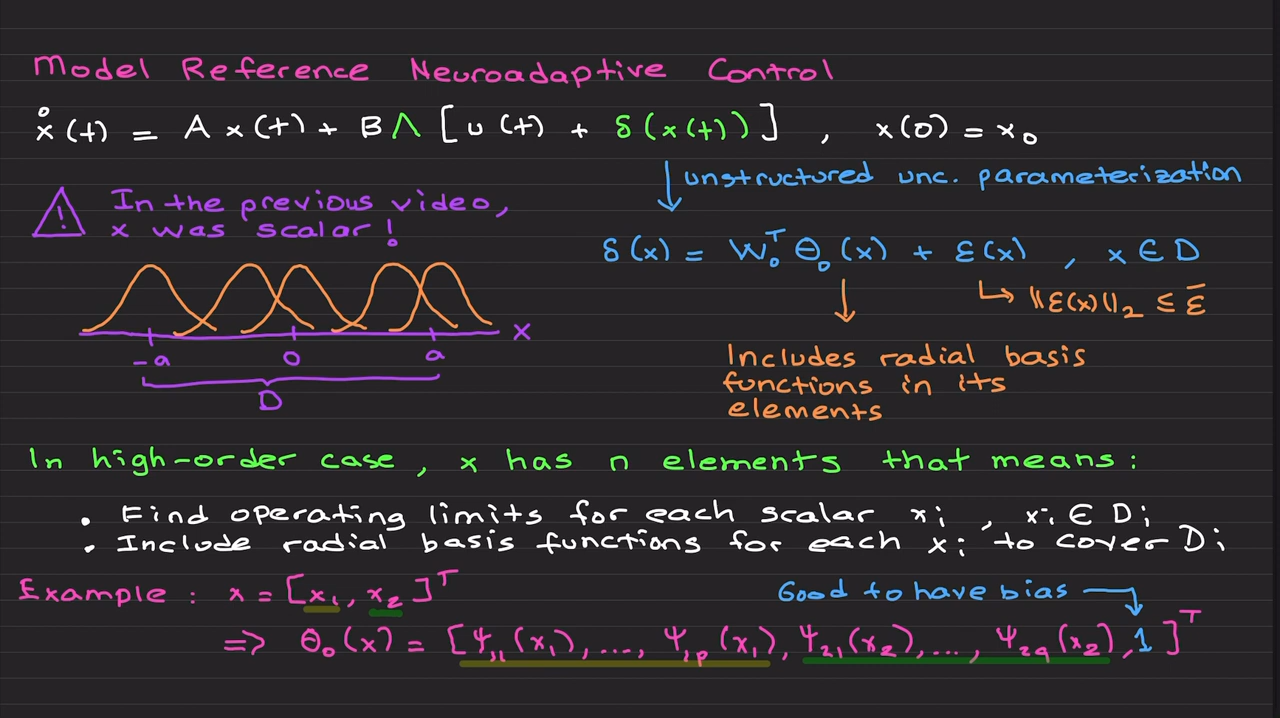 Model Reference Neuroadaptive Control
ẋ(t) = A x(t) + B Λ [u(t) + δ(x(t))] , x(0) = x₀
unstructured unc. parameterization
! In the previous video,
x was scalar!
δ(x) = W₀ᵀ θ₀(x) + ε(x) , x ∈ D
‖ε(x)‖₂ ≤ ε̅
x
-a 0 a
D
Includes radial basis
functions in its
elements
In high-order case, x has n elements that means:
• Find operating limits for each scalar xᵢ , xᵢ ∈ Dᵢ
• Include radial basis functions for each xᵢ to cover Dᵢ
Example: x = [x₁, x₂]ᵀ
Good to have bias
=> θ₀(x) = [ψ₁₁(x₁), ..., ψ₁ₚ(x₁), ψ₂₁(x₂), ..., ψ₂q(x₂), 1]ᵀ